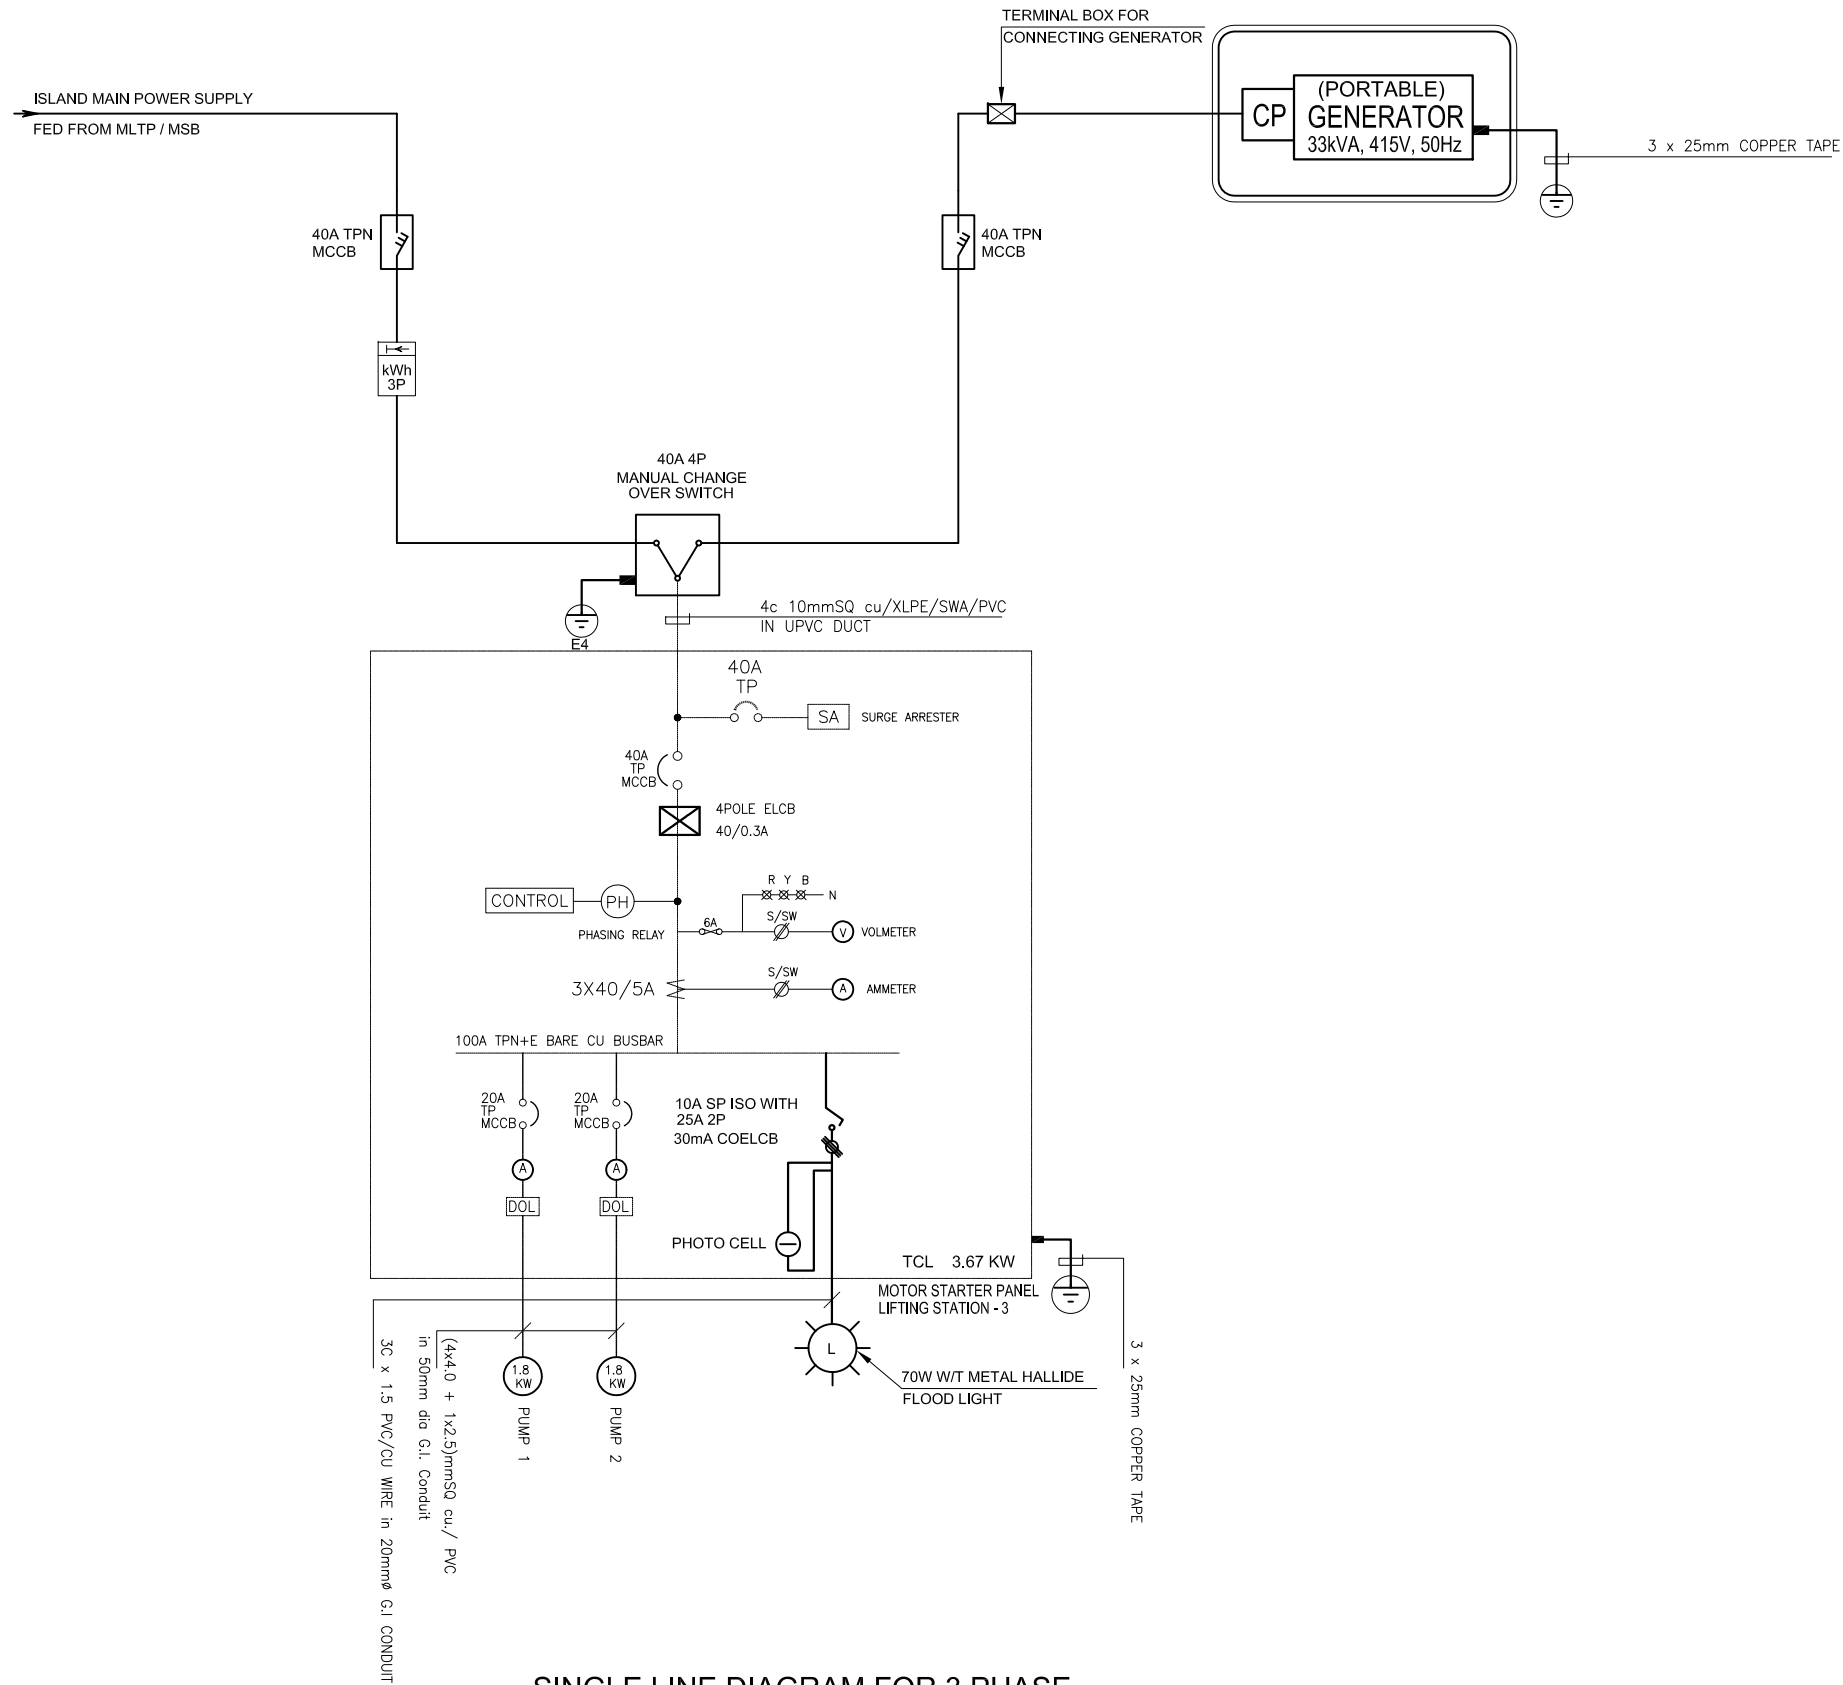 TERMINAL BOX FOR
CONNECTING GENERATOR
ISLAND MAIN POWER SUPPLY
FED FROM MLTP / MSB
CP
(PORTABLE)
GENERATOR
33kVA, 415V, 50Hz
3 x 25mm COPPER TAPE
40A TPN
MCCB
40A TPN
MCCB
kWh
3P
40A 4P
MANUAL CHANGE
OVER SWITCH
4c 10mmSQ cu/XLPE/SWA/PVC
IN UPVC DUCT
E4
40A
TP
SA
SURGE ARRESTER
40A
TP
MCCB
4POLE ELCB
40/0.3A
R Y B
N
CONTROL
PH
PHASING RELAY
6A
S/SW
V
VOLMETER
3X40/5A
S/SW
A
AMMETER
100A TPN+E BARE CU BUSBAR
20A
TP
MCCB
20A
TP
MCCB
10A SP ISO WITH
25A 2P
30mA COELCB
A
A
DOL
DOL
PHOTO CELL
TCL 3.67 KW
MOTOR STARTER PANEL
LIFTING STATION - 3
L
70W W/T METAL HALLIDE
FLOOD LIGHT
1.8
KW
1.8
KW
PUMP 1
PUMP 2
3 x 25mm COPPER TAPE
(4x4.0 + 1x2.5)mmSQ cu./ PVC
in 50mm dia G.I. Conduit
3C x 1.5 PVC/CU WIRE in 20mmø G.I CONDUIT
SINGLE LINE DIAGRAM FOR 3 PHASE